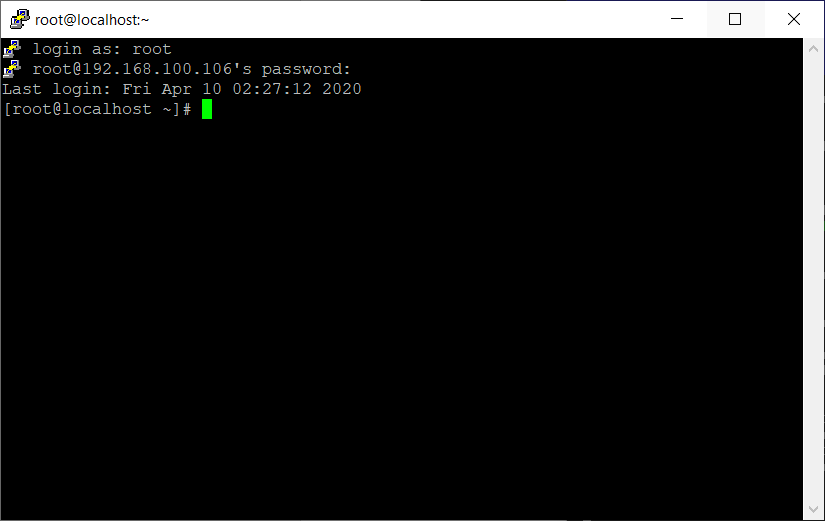 root@localhost:~
login as: root
root@192.168.100.106's password:
Last login: Fri Apr 10 02:27:12 2020
[root@localhost ~]#